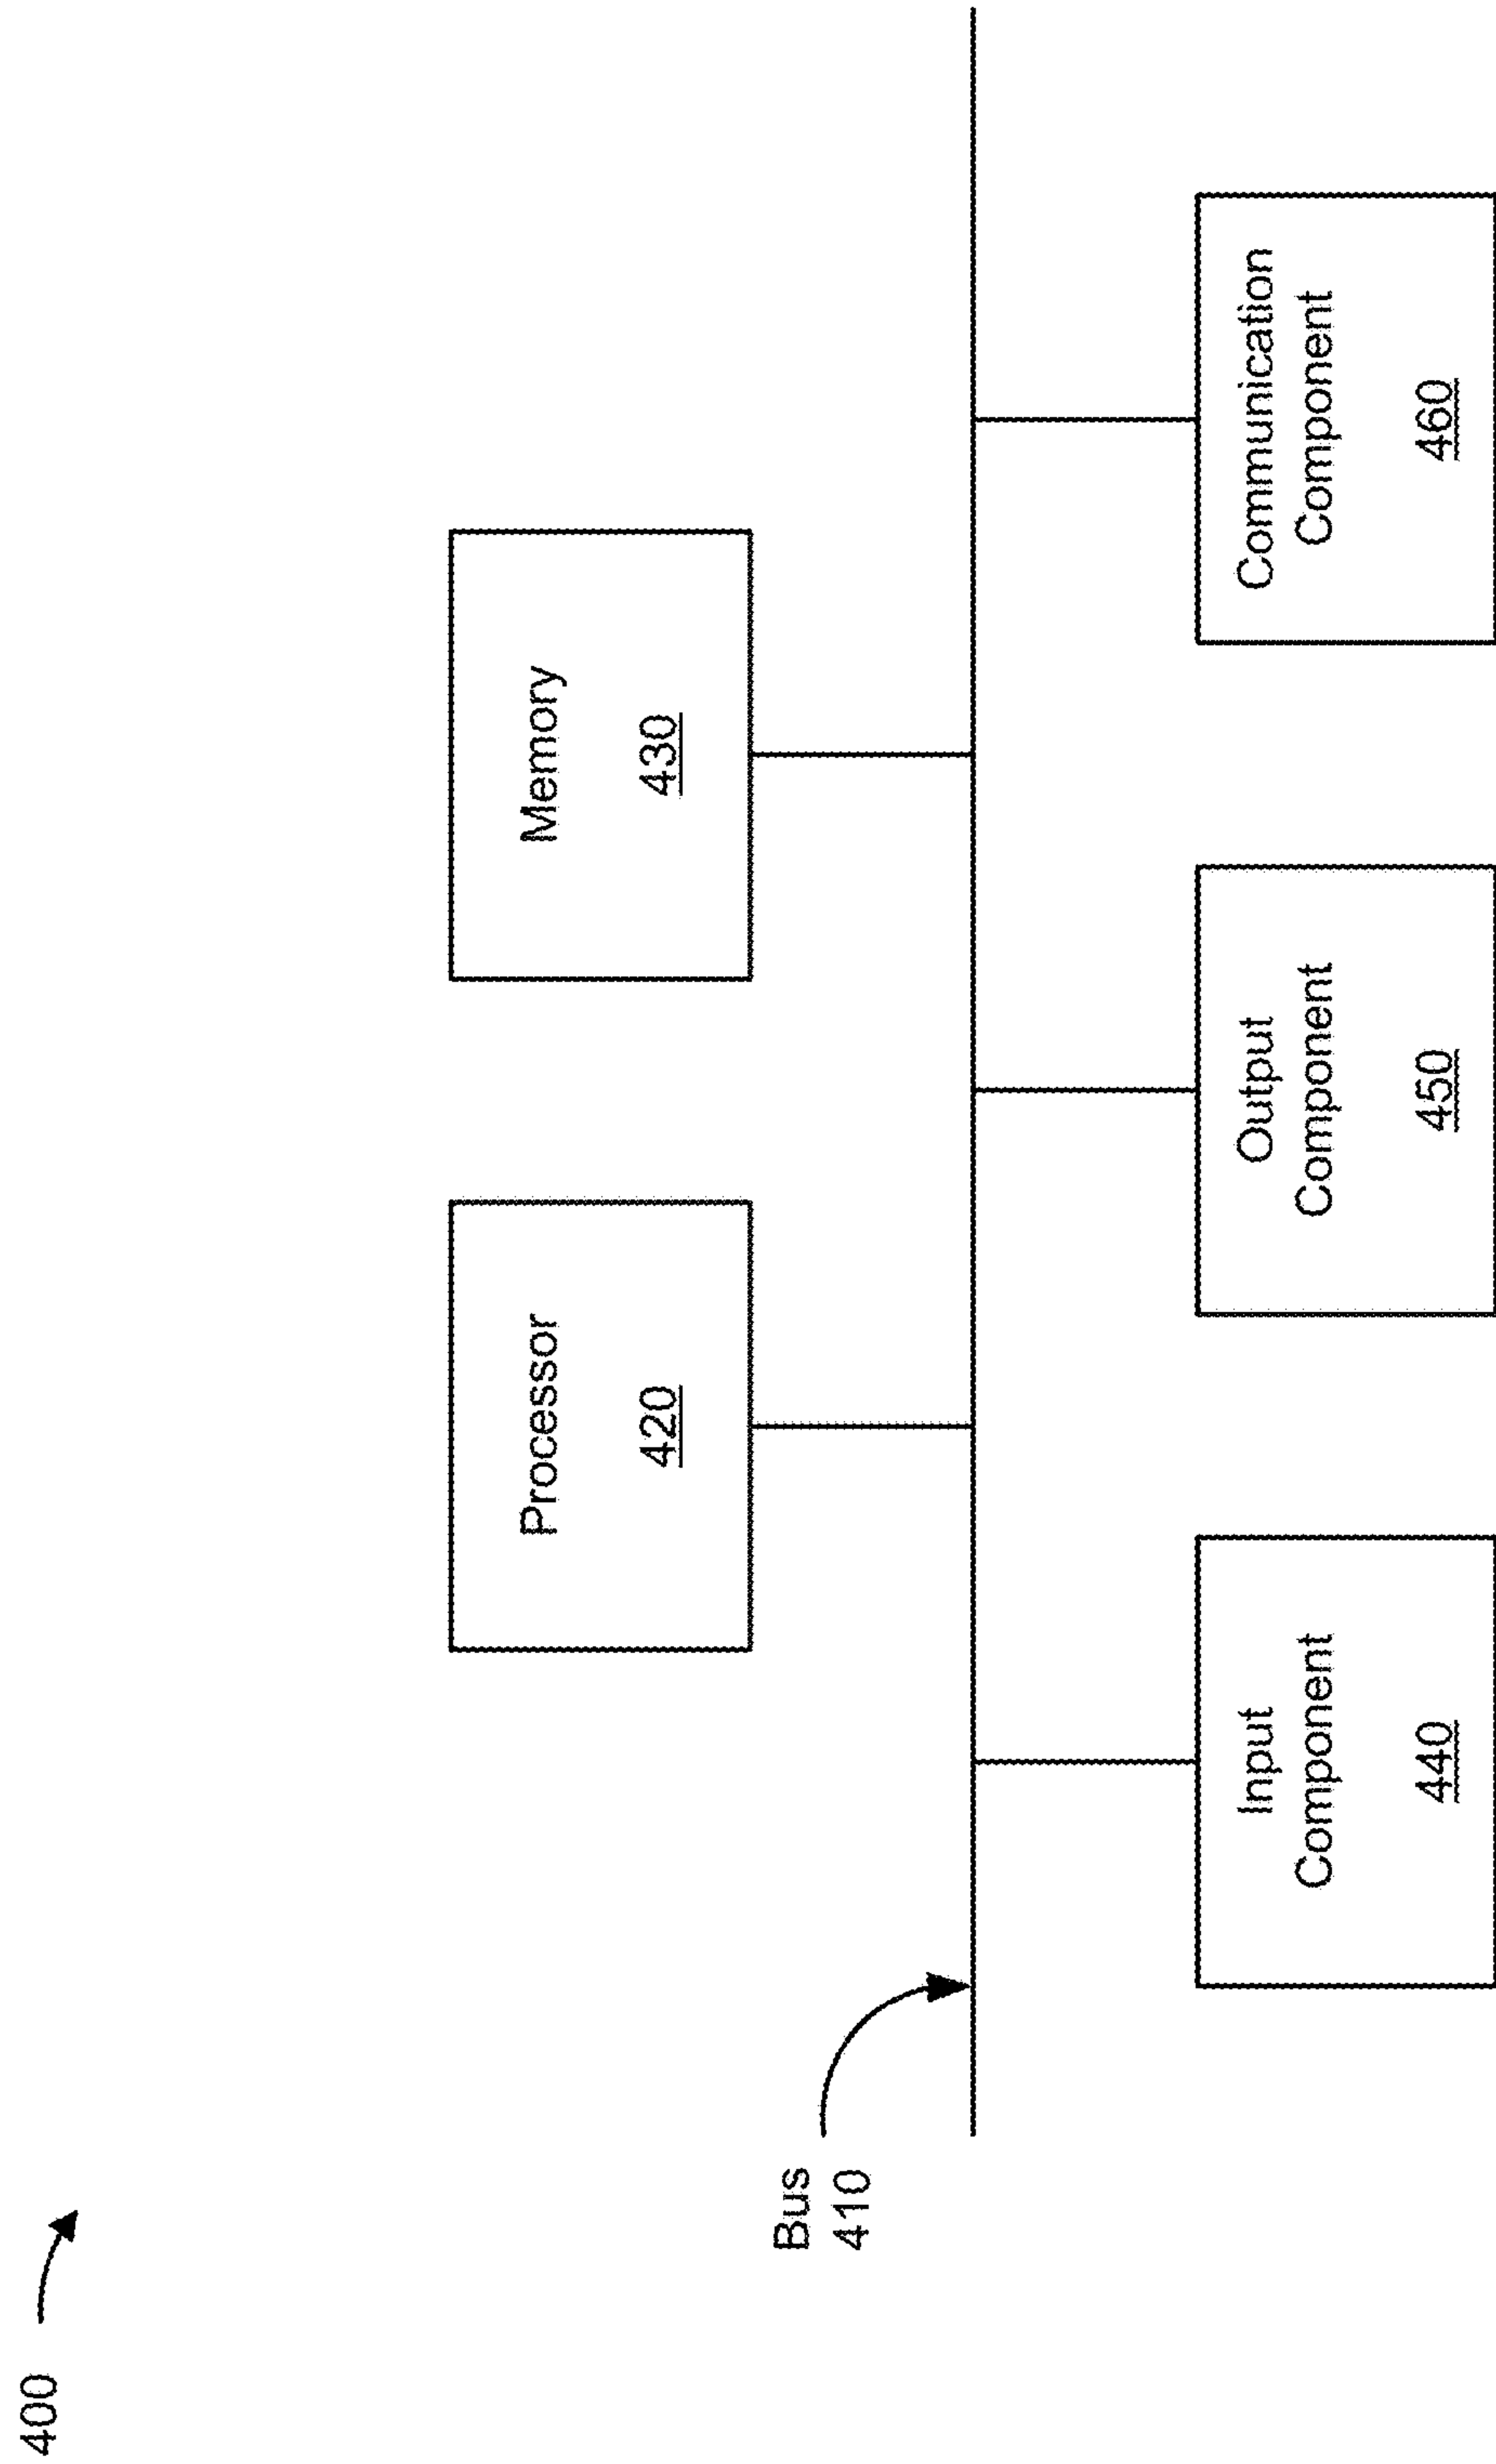 400
Processor
420
Memory
430
Bus
410
Input
Component
440
Output
Component
450
Communication
Component
460